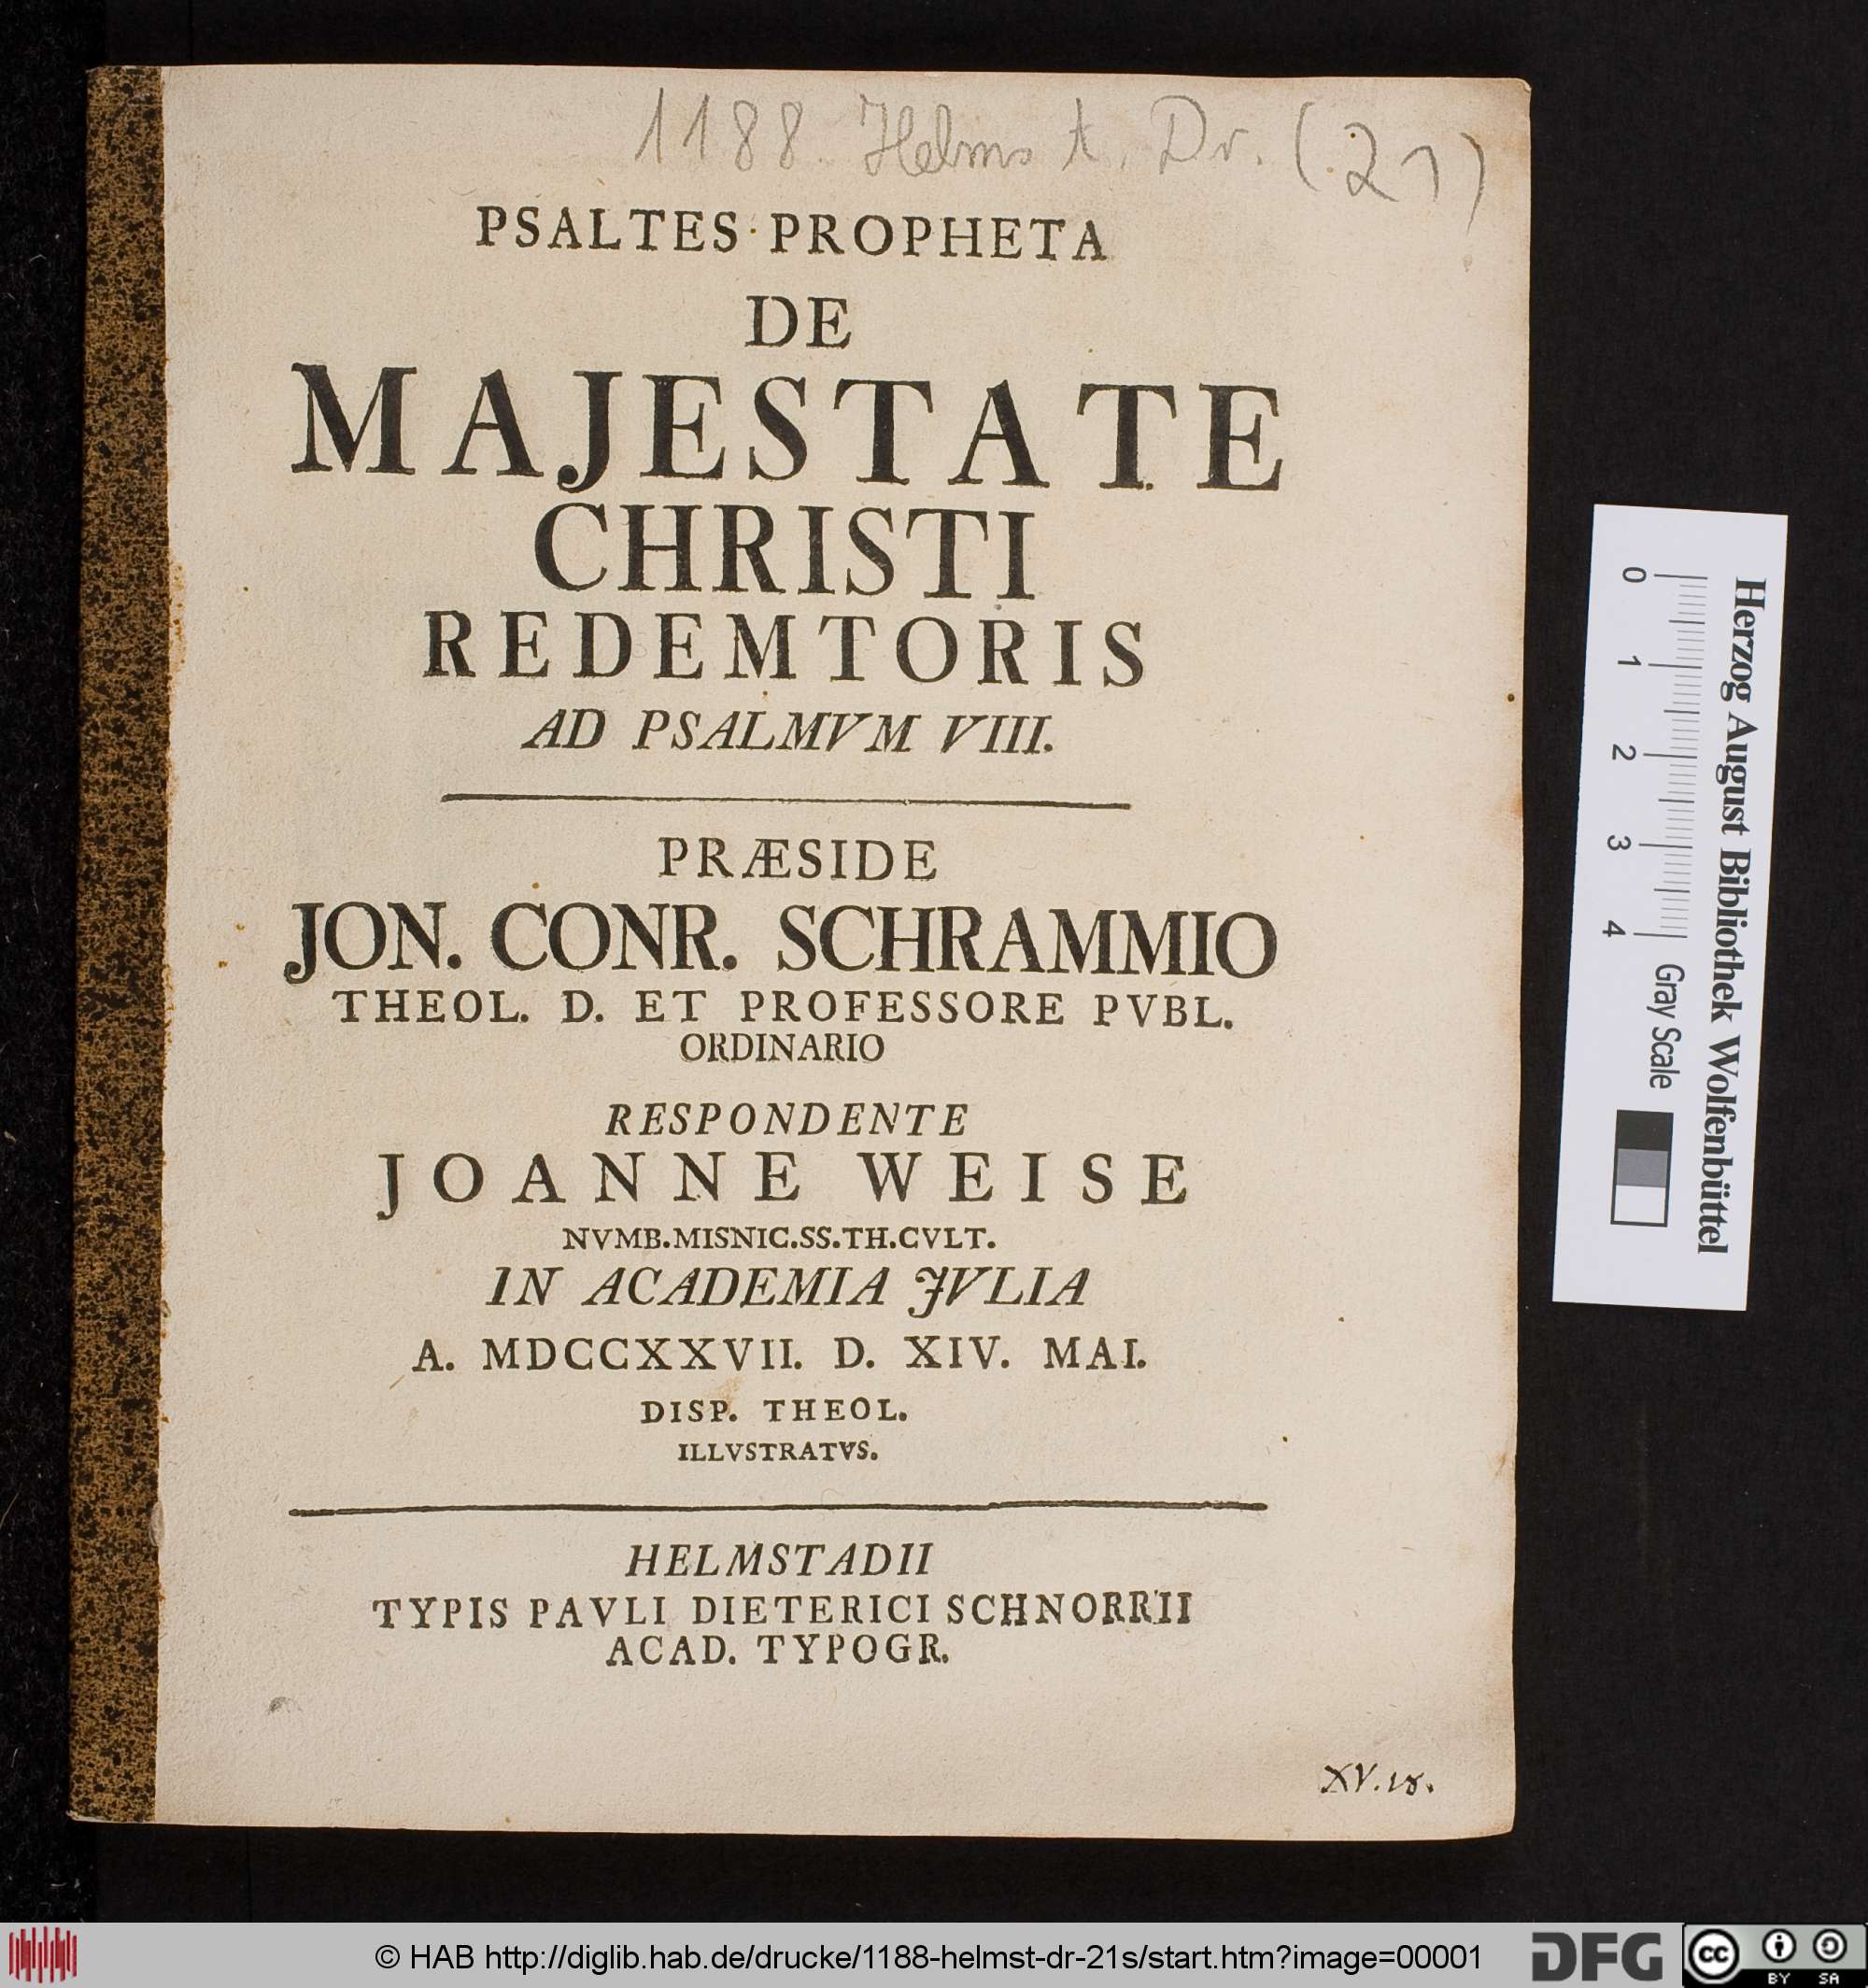 1188. Helmst. Dr. (21)
PSALTES PROPHETA
DE
MAJESTATE
CHRISTI
REDEMTORIS
AD PSALMVM VIII.
PRÆSIDE
JON. CONR. SCHRAMMIO
THEOL. D. ET PROFESSORE PVBL.
ORDINARIO
RESPONDENTE
JOANNE WEISE
NVMB.MISNIC.SS.TH.CVLT.
IN ACADEMIA JVLIA
A. MDCCXXVII. D. XIV. MAI.
DISP. THEOL.
ILLVSTRATVS.
HELMSTADII
TYPIS PAVLI DIETERICI SCHNORRII
ACAD. TYPOGR.
Herzog August Bibliothek Wolfenbüttel
0 1 2 3 4 Gray Scale
© HAB http://diglib.hab.de/drucke/1188-helmst-dr-21s/start.htm?image=00001
DFG
cc BY SA